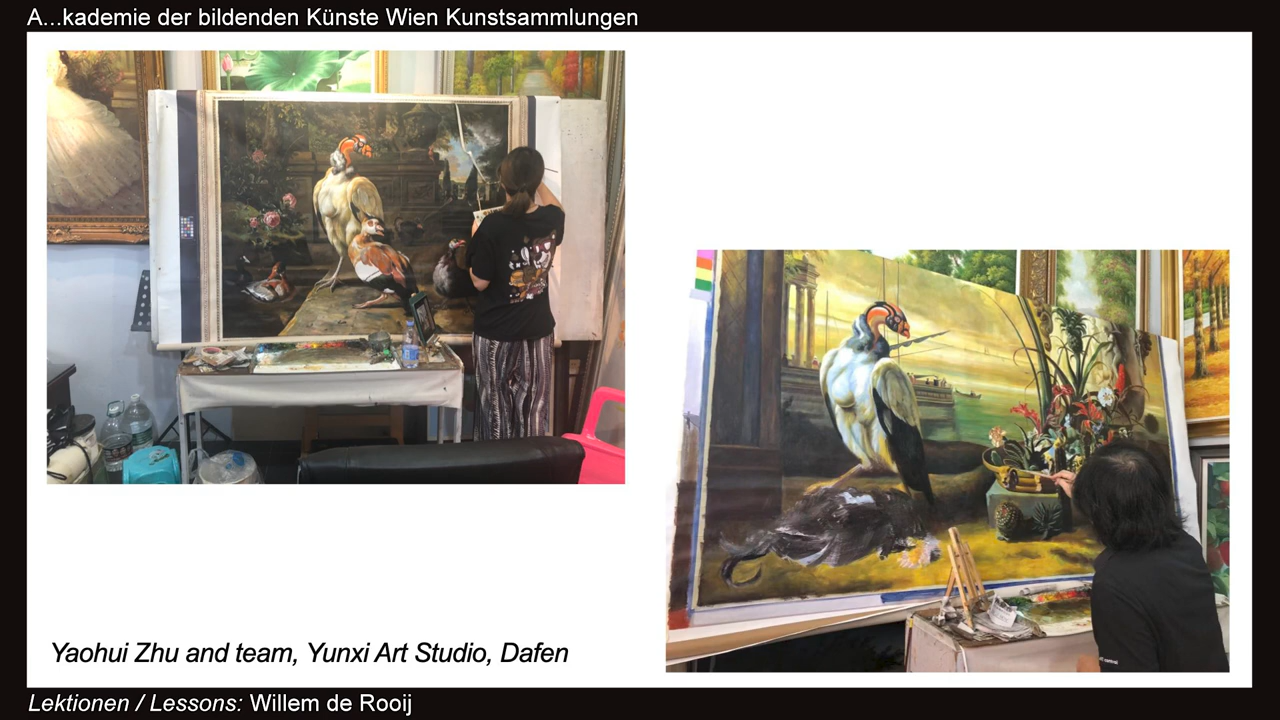 A...kademie der bildenden Künste Wien Kunstsammlungen
Yaohui Zhu and team, Yunxi Art Studio, Dafen
Lektionen / Lessons: Willem de Rooij